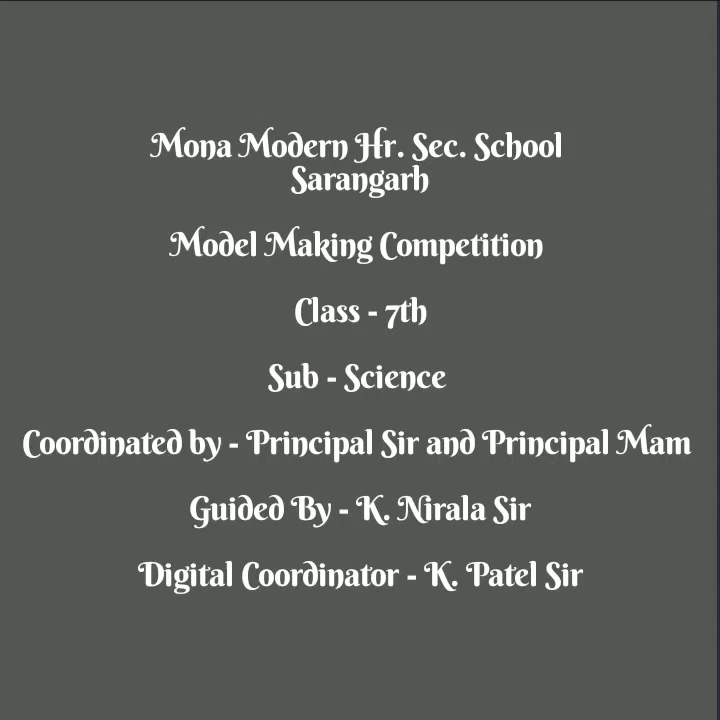 Mona Modern Hr. Sec. School
Sarangarh
Model Making Competition
Class - 7th
Sub - Science
Coordinated by - Principal Sir and Principal Mam
Guided By - K. Nirala Sir
Digital Coordinator - K. Patel Sir